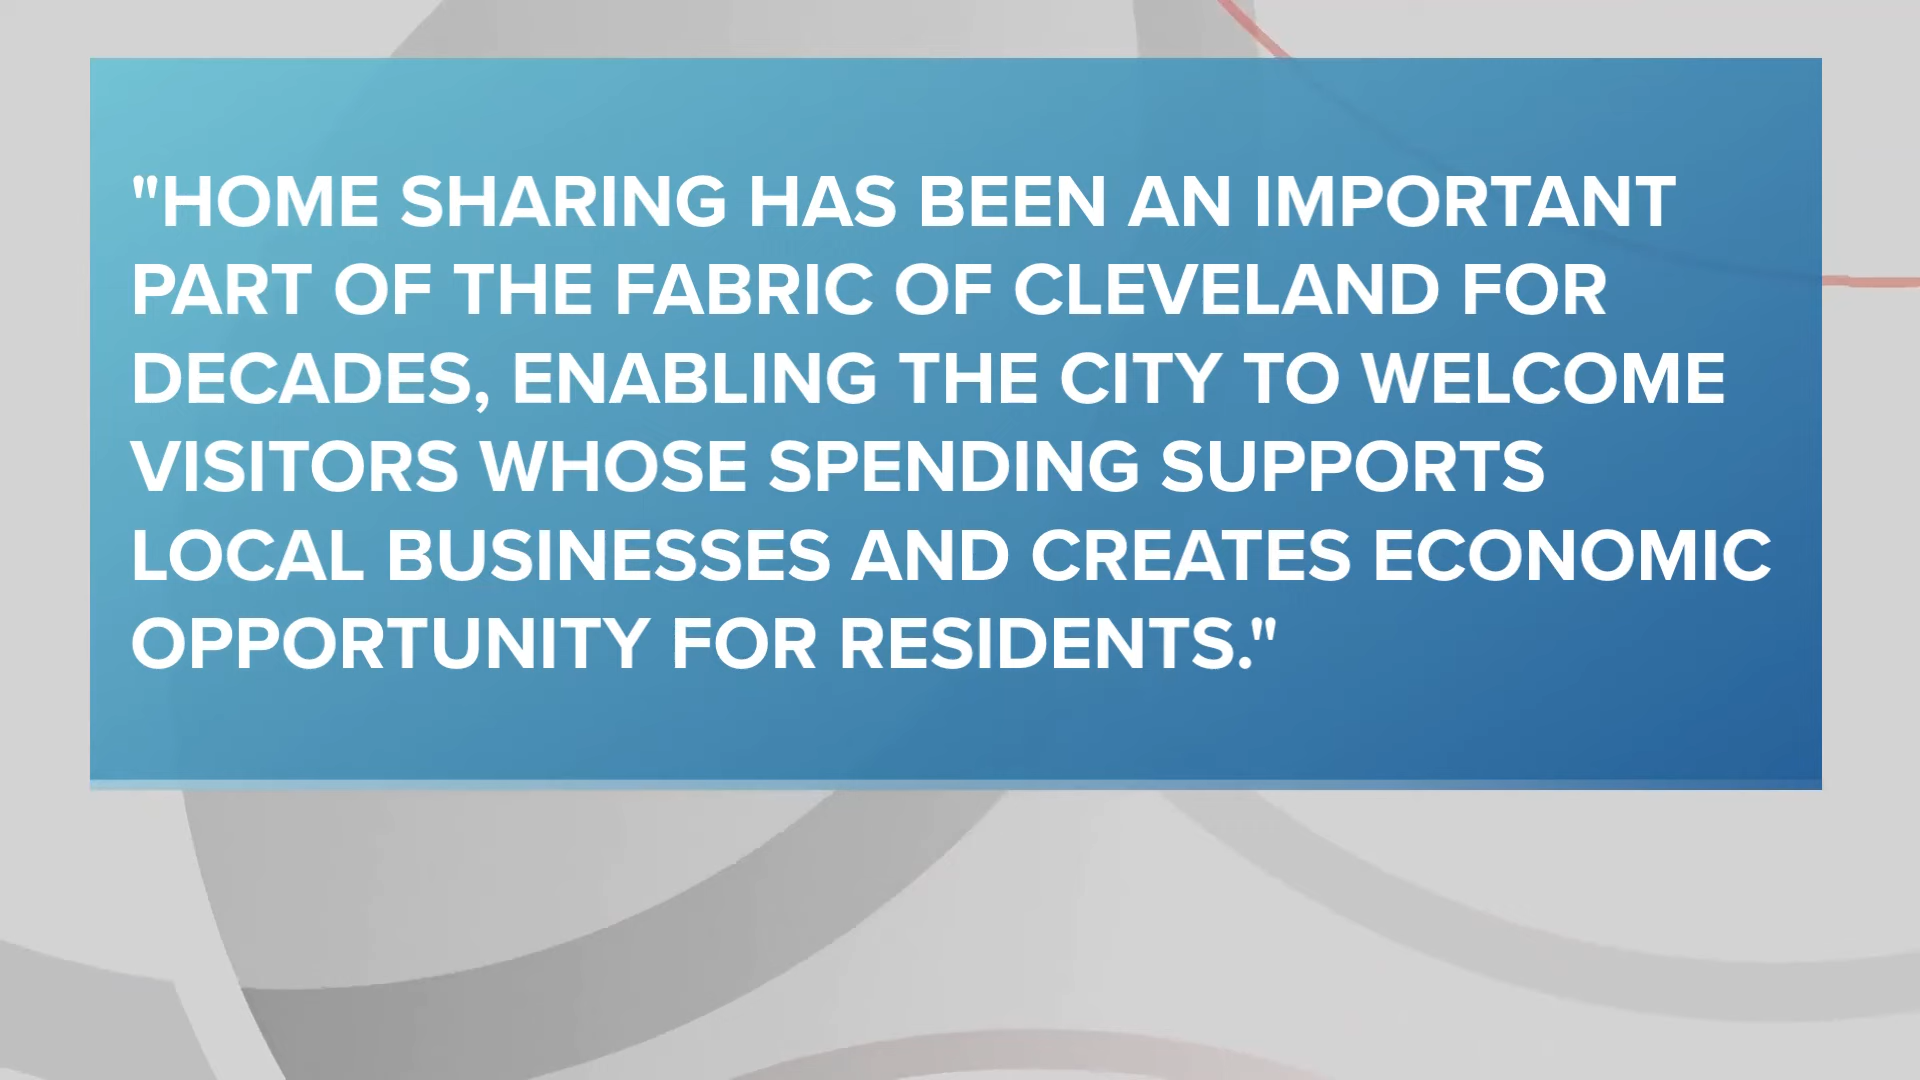 "HOME SHARING HAS BEEN AN IMPORTANT
PART OF THE FABRIC OF CLEVELAND FOR
DECADES, ENABLING THE CITY TO WELCOME
VISITORS WHOSE SPENDING SUPPORTS
LOCAL BUSINESSES AND CREATES ECONOMIC
OPPORTUNITY FOR RESIDENTS."